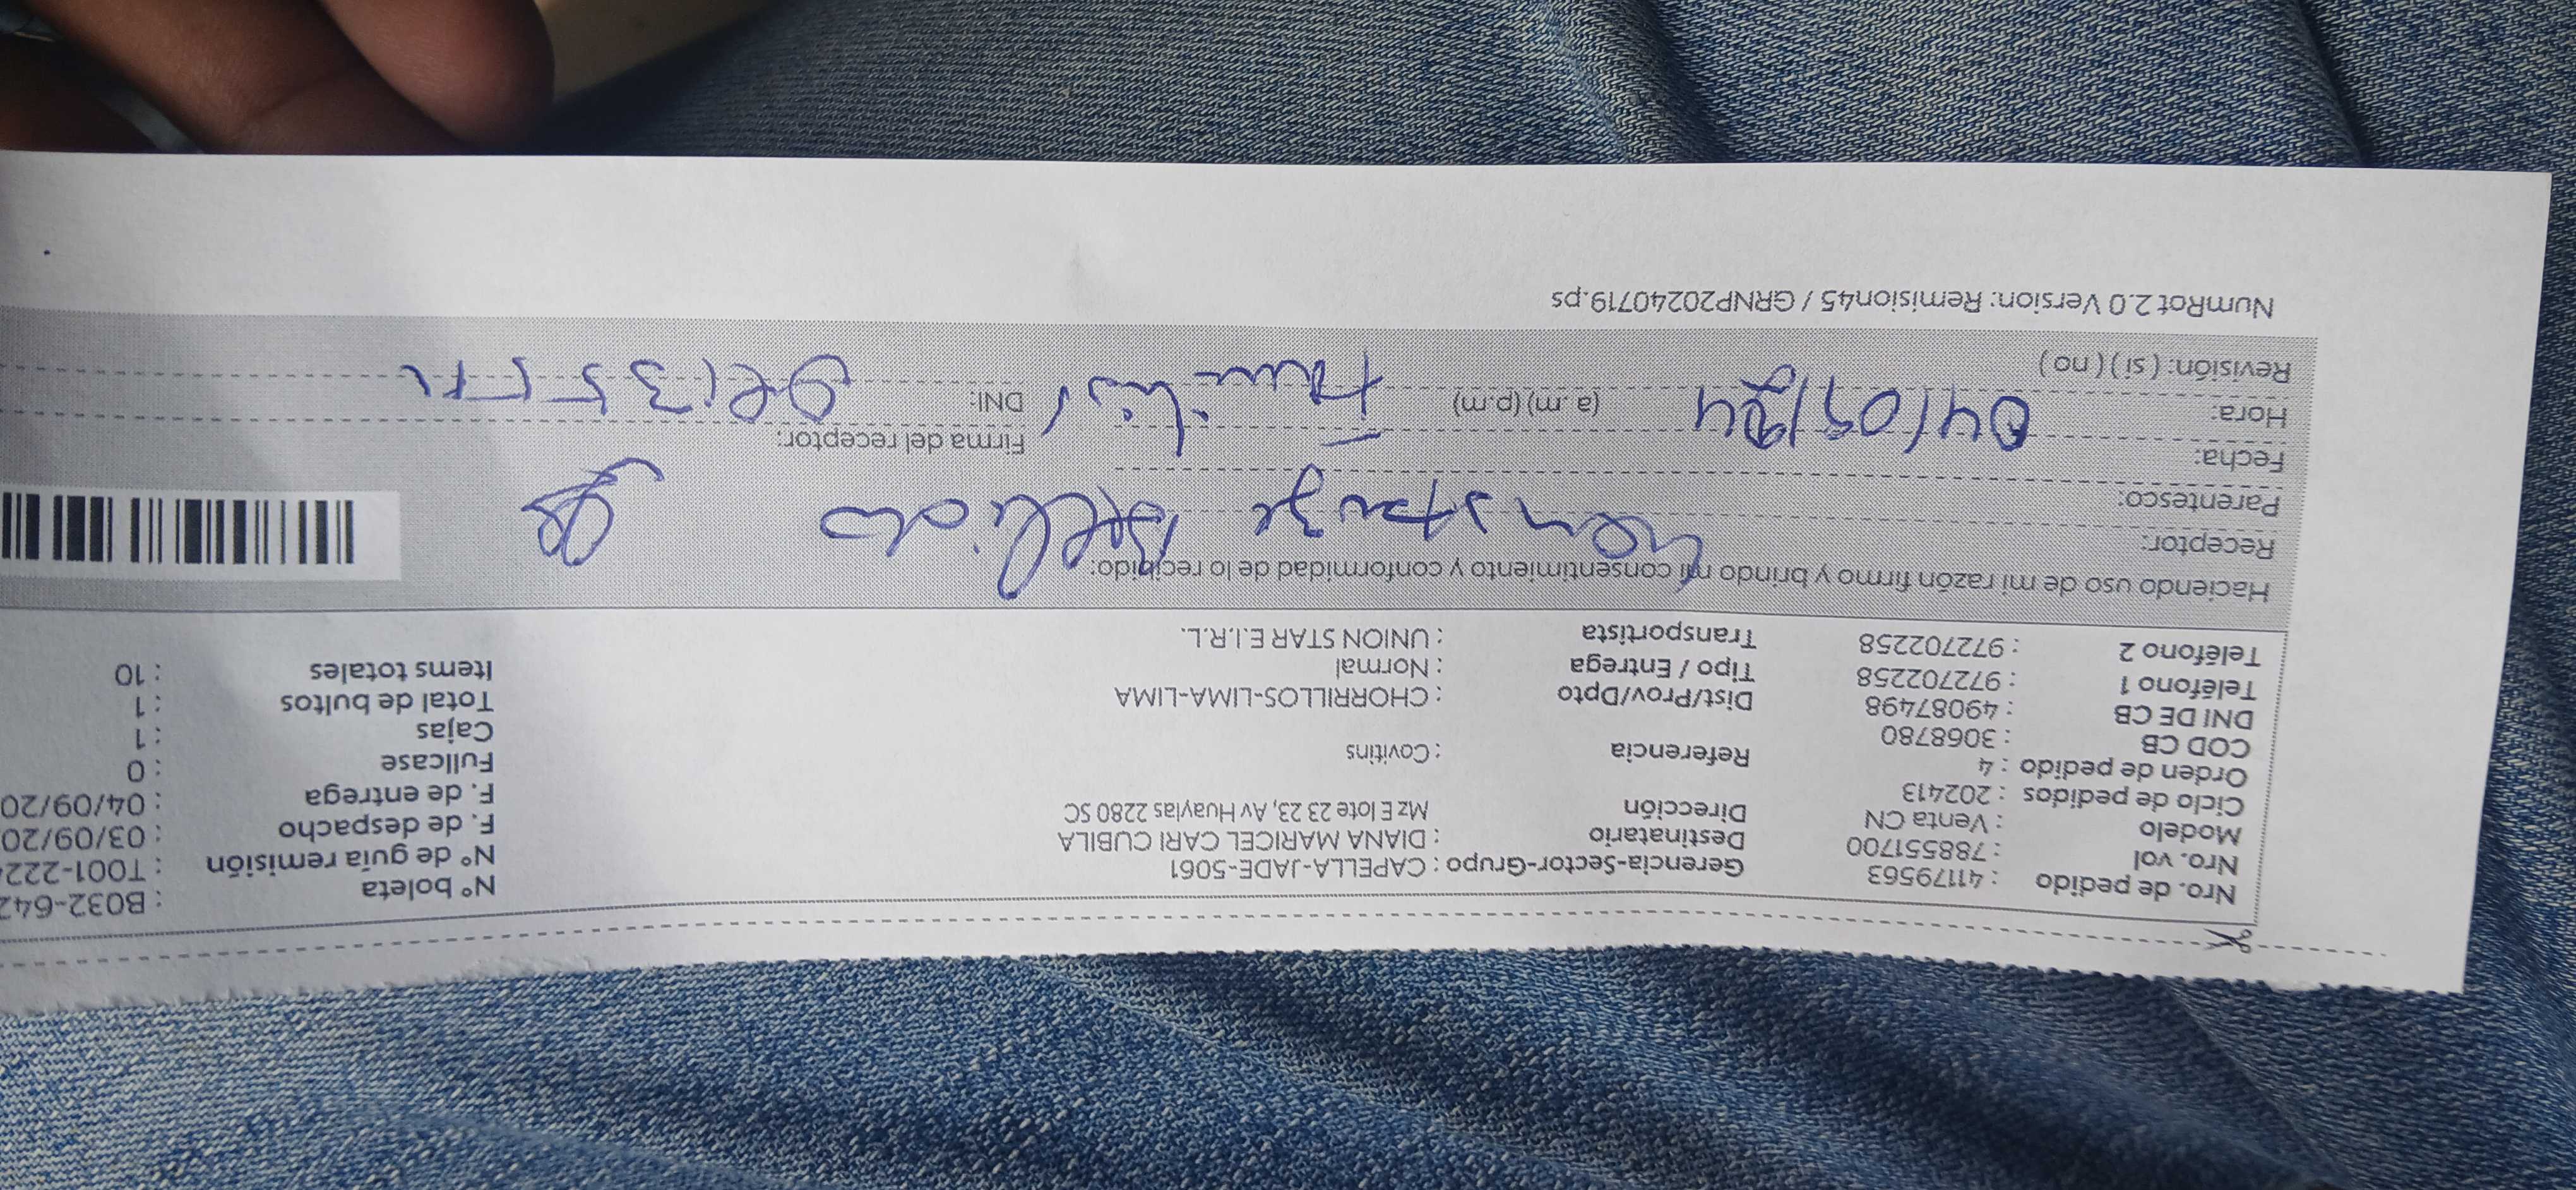 Nro. de pedido : 41179563 Gerencia-Sector-Grupo : CAPELLA-JADE-5061 N° boleta : B032-642
Nro. vol : 788551700 Destinatario : DIANA MARICEL CARI CUBILA N° de guía remisión : T001-222
Modelo : Venta CN Dirección Mz E lote 23 23, Av Huaylas 2280 SC F. de despacho : 03/09/20
Ciclo de pedidos : 202413 F. de entrega : 04/09/20
Orden de pedido : 4 Referencia : Covitins Fullcase : 0
COD CB : 3068780 Cajas : 1
DNI DE CB : 49087498 Dist/Prov/Dpto : CHORRILLOS-LIMA-LIMA Total de bultos : 1
Teléfono 1 : 972702258 Tipo / Entrega : Normal Items totales : 10
Teléfono 2 : 972702258 Transportista : UNION STAR E.I.R.L.
Haciendo uso de mi razón firmo y brindo mi consentimiento y conformidad de lo recibido:
Receptor:
Parentesco:
Fecha: Firma del receptor:
Hora: 04/09/24 (a.m) (p.m) DNI:
Revisión: ( si ) ( no )
NumRot 2.0 Version: Remision45 / GRNP20240719.ps